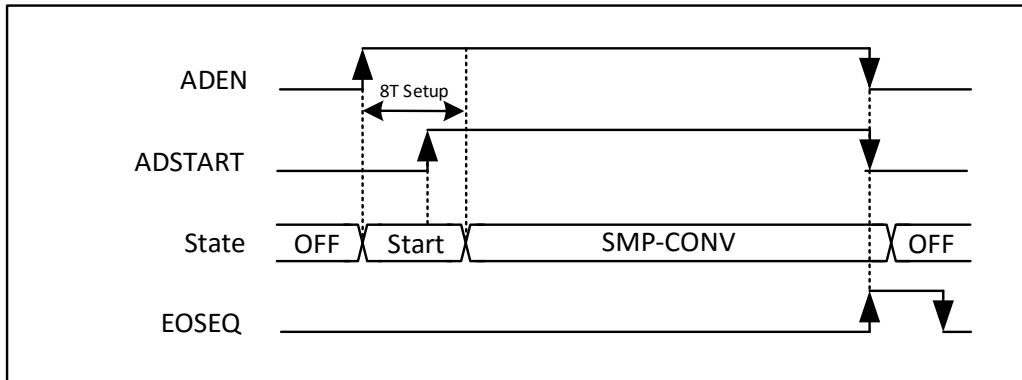 ADEN
8T Setup
ADSTART
State OFF Start SMP-CONV OFF
EOSEQ